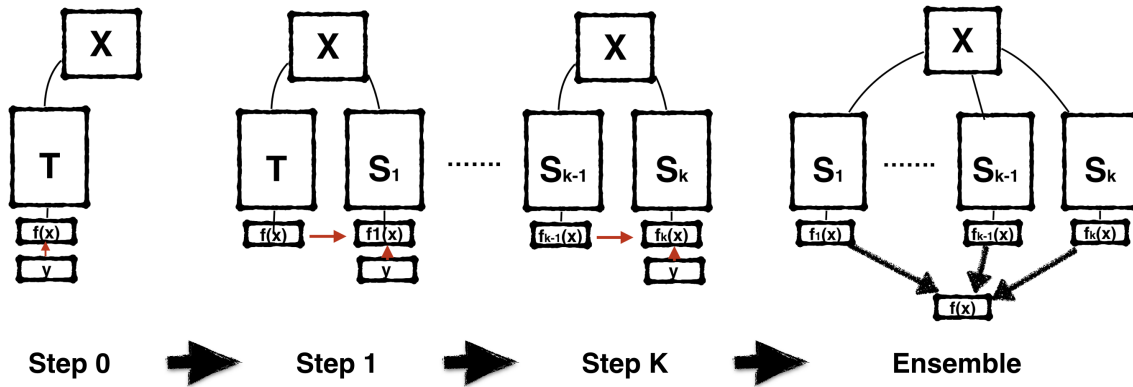 X
X
X
X
T
T
S1
.......
Sk-1
Sk
S1
......
Sk-1
Sk
f(x)
f(x)
f1(x)
fk-1(x)
fk(x)
f1(x)
fk-1(x)
fk(x)
y
y
y
f(x)
Step 0
Step 1
Step K
Ensemble